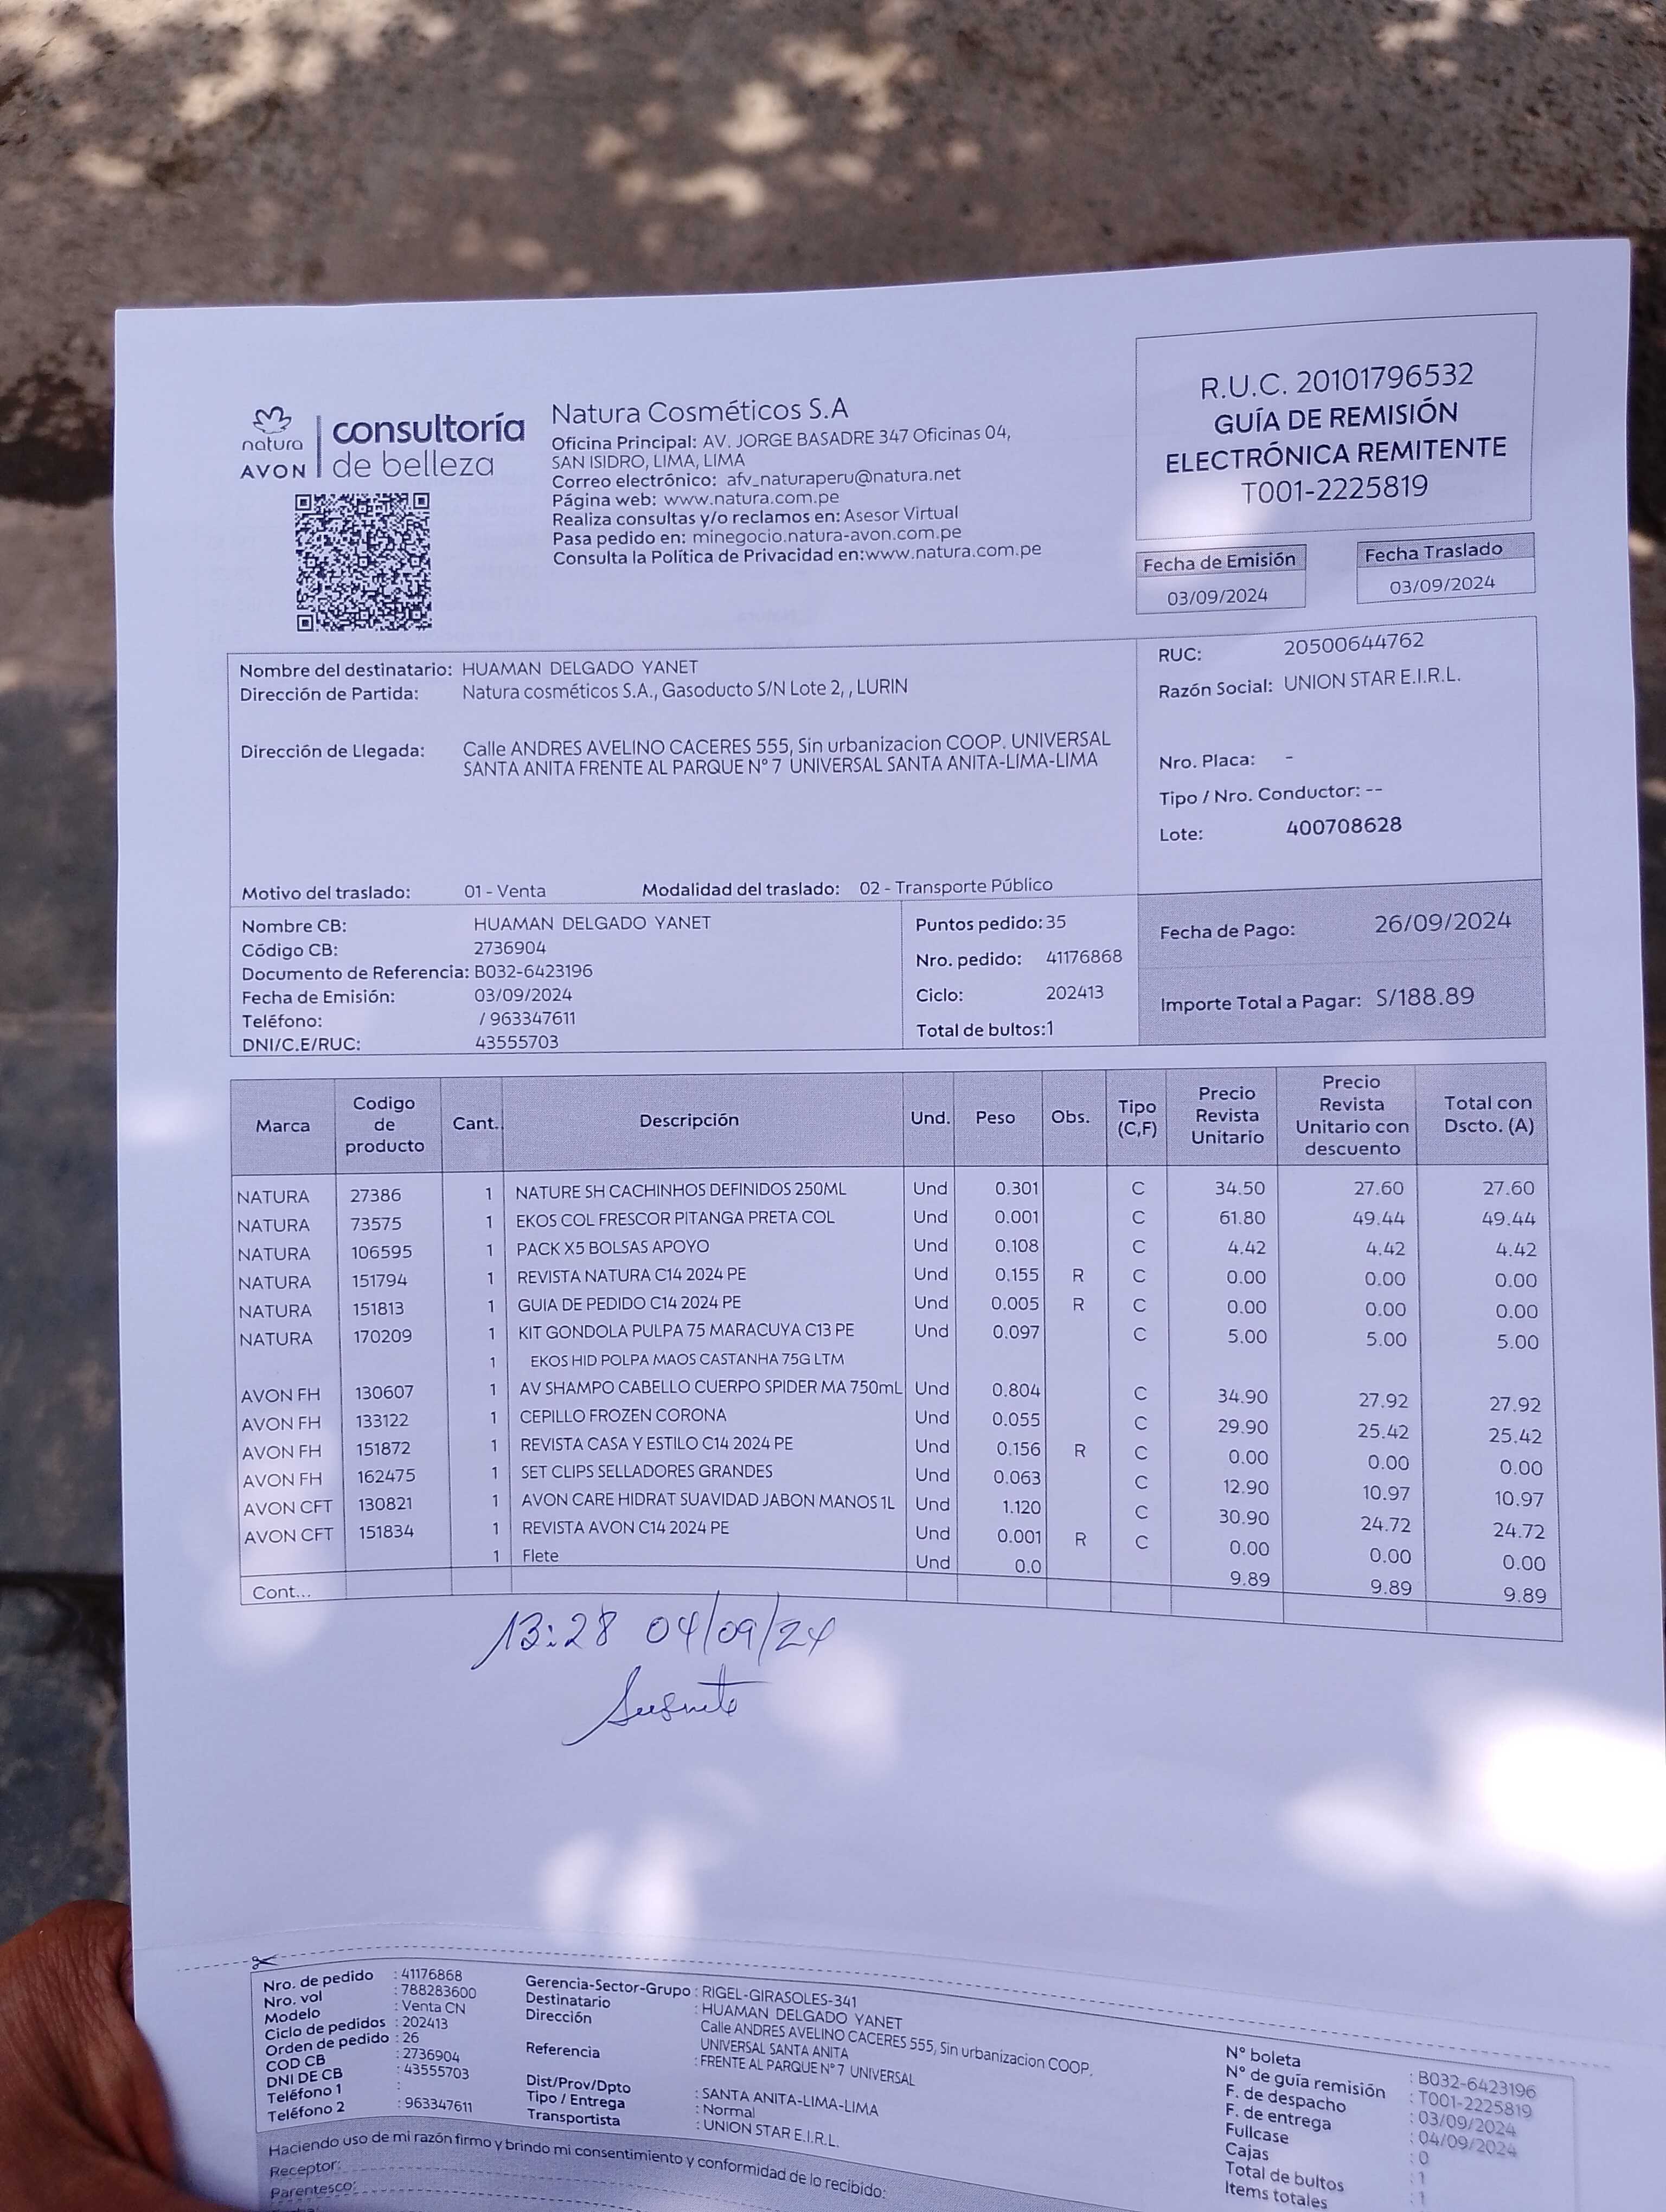 natura
AVON
consultoría
de belleza
Natura Cosméticos S.A
Oficina Principal: AV. JORGE BASADRE 347 Oficinas 04,
SAN ISIDRO, LIMA, LIMA
Correo electrónico: afv_naturaperu@natura.net
Página web: www.natura.com.pe
Realiza consultas y/o reclamos en: Asesor Virtual
Pasa pedido en: minegocio.natura-avon.com.pe
Consulta la Política de Privacidad en:www.natura.com.pe
R.U.C. 20101796532
GUÍA DE REMISIÓN
ELECTRÓNICA REMITENTE
T001-2225819
Fecha de Emisión
03/09/2024
Fecha Traslado
03/09/2024
Nombre del destinatario: HUAMAN DELGADO YANET
Dirección de Partida: Natura cosméticos S.A., Gasoducto S/N Lote 2, , LURIN
Dirección de Llegada: Calle ANDRES AVELINO CACERES 555, Sin urbanizacion COOP. UNIVERSAL
SANTA ANITA FRENTE AL PARQUE N° 7 UNIVERSAL SANTA ANITA-LIMA-LIMA
Motivo del traslado: 01 - Venta Modalidad del traslado: 02 - Transporte Público
RUC: 20500644762
Razón Social: UNION STAR E.I.R.L.
Nro. Placa: -
Tipo / Nro. Conductor: --
Lote: 400708628
Nombre CB: HUAMAN DELGADO YANET
Código CB: 2736904
Documento de Referencia: B032-6423196
Fecha de Emisión: 03/09/2024
Teléfono: / 963347611
DNI/C.E/RUC: 43555703
Puntos pedido: 35
Nro. pedido: 41176868
Ciclo: 202413
Total de bultos:1
Fecha de Pago: 26/09/2024
Importe Total a Pagar: S/188.89
Marca Codigo de producto Cant. Descripción Und. Peso Obs. Tipo (C,F) Precio Revista Unitario Precio Revista Unitario con descuento Total con Dscto. (A)
NATURA 27386 1 NATURE SH CACHINHOS DEFINIDOS 250ML Und 0.301 C 34.50 27.60 27.60
NATURA 73575 1 EKOS COL FRESCOR PITANGA PRETA COL Und 0.001 C 61.80 49.44 49.44
NATURA 106595 1 PACK X5 BOLSAS APOYO Und 0.108 C 4.42 4.42 4.42
NATURA 151794 1 REVISTA NATURA C14 2024 PE Und 0.155 R C 0.00 0.00 0.00
NATURA 151813 1 GUIA DE PEDIDO C14 2024 PE Und 0.005 R C 0.00 0.00 0.00
NATURA 170209 1 KIT GONDOLA PULPA 75 MARACUYA C13 PE Und 0.097 C 5.00 5.00 5.00
1 EKOS HID POLPA MAOS CASTANHA 75G LTM
AVON FH 130607 1 AV SHAMPO CABELLO CUERPO SPIDER MA 750mL Und 0.804 C 34.90 27.92 27.92
AVON FH 133122 1 CEPILLO FROZEN CORONA Und 0.055 C 29.90 25.42 25.42
AVON FH 151872 1 REVISTA CASA Y ESTILO C14 2024 PE Und 0.156 R C 0.00 0.00 0.00
AVON FH 162475 1 SET CLIPS SELLADORES GRANDES Und 0.063 C 12.90 10.97 10.97
AVON CFT 130821 1 AVON CARE HIDRAT SUAVIDAD JABON MANOS 1L Und 1.120 C 30.90 24.72 24.72
AVON CFT 151834 1 REVISTA AVON C14 2024 PE Und 0.001 R C 0.00 0.00 0.00
1 Flete Und 0.0 9.89 9.89 9.89
Cont...
13:28 04/09/24
Nro. de pedido : 41176868
Nro. vol : 788283600
Modelo : Venta CN
Ciclo de pedidos : 202413
Orden de pedido : 26
COD CB : 2736904
DNI DE CB : 43555703
Teléfono 1 :
Teléfono 2 : 963347611
Gerencia-Sector-Grupo : RIGEL-GIRASOLES-341
Destinatario : HUAMAN DELGADO YANET
Dirección Calle ANDRES AVELINO CACERES 555, Sin urbanizacion COOP.
UNIVERSAL SANTA ANITA
Referencia : FRENTE AL PARQUE N° 7 UNIVERSAL
Dist/Prov/Dpto : SANTA ANITA-LIMA-LIMA
Tipo / Entrega : Normal
Transportista : UNION STAR E.I.R.L.
N° boleta : B032-6423196
N° de guía remisión : T001-2225819
F. de despacho : 03/09/2024
F. de entrega : 04/09/2024
Fullcase : 0
Cajas : 1
Total de bultos : 1
Items totales
Haciendo uso de mi razón firmo y brindo mi consentimiento y conformidad de lo recibido:
Receptor:
Parentesco: